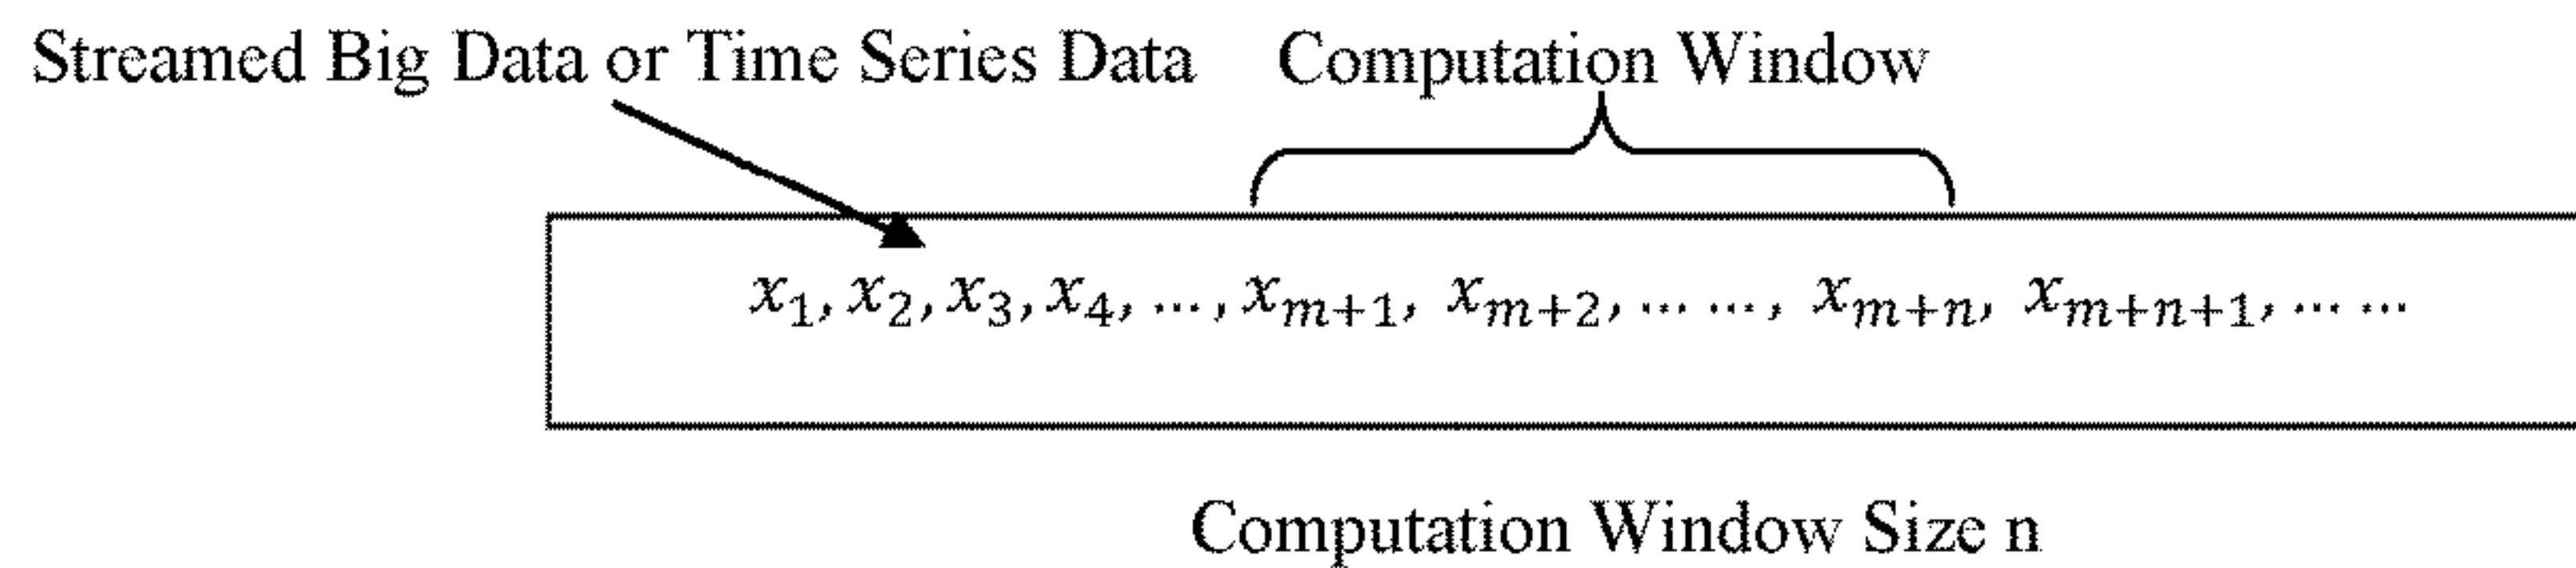 Streamed Big Data or Time Series Data Computation Window
x₁, x₂, x₃, x₄, ..., xₘ₊₁, xₘ₊₂, ... ..., xₘ₊ₙ, xₘ₊ₙ₊₁, ... ...
Computation Window Size n